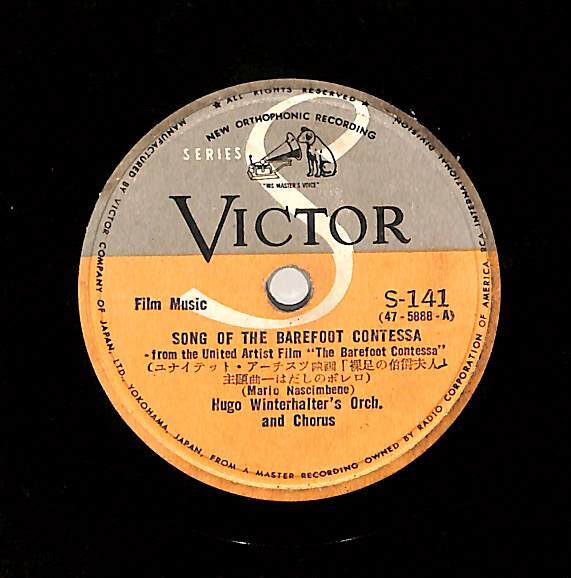 ★ ALL RIGHTS RESERVED ★
NEW ORTHOPHONIC RECORDING
SERIES S
"HIS MASTER'S VOICE"
VICTOR
Film Music
S-141
(47-5888-A)
SONG OF THE BAREFOOT CONTESSA
-from the United Artist Film "The Barefoot Contessa"
(ユナイテット・アーチスツ映画「裸足の伯爵夫人」
主題曲―はだしのボレロ)
(Mario Nascimbene)
Hugo Winterhalter's Orch.
and Chorus
MANUFACTURED BY VICTOR COMPANY OF JAPAN, LTD. YOKOHAMA, JAPAN, FROM A MASTER RECORDING OWNED BY RADIO CORPORATION OF AMERICA, RCA INTERNATIONAL DIVISION